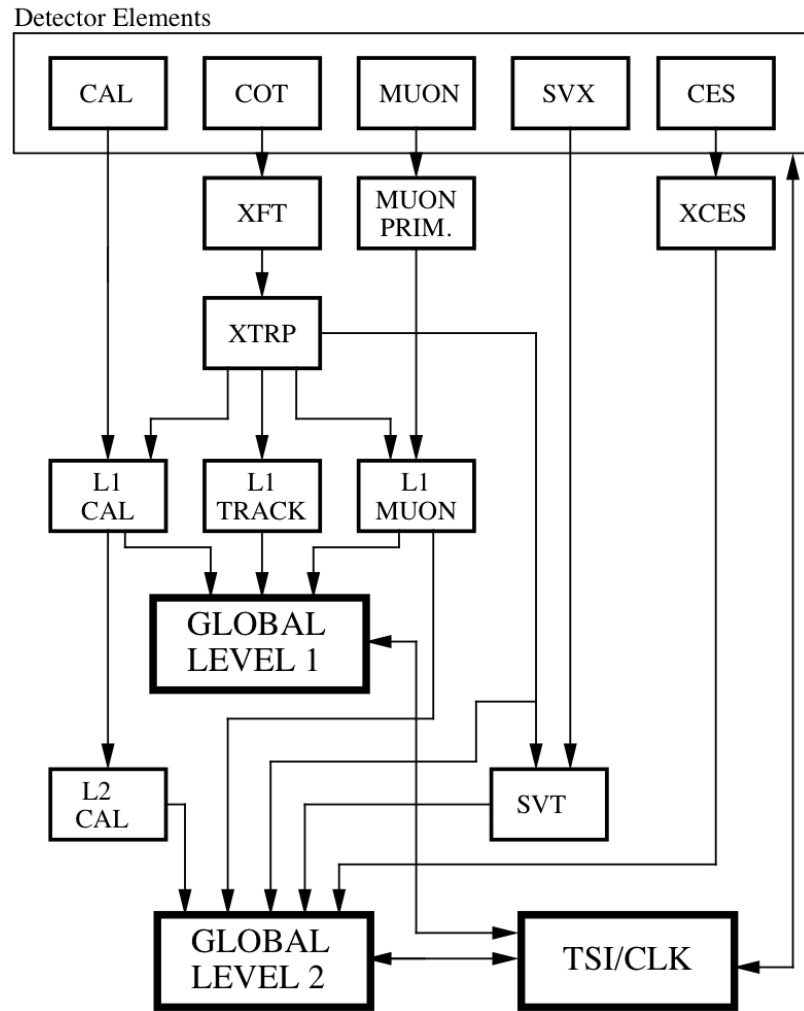 Detector Elements
CAL
COT
MUON
SVX
CES
XFT
MUON
PRIM.
XCES
XTRP
L1
CAL
L1
TRACK
L1
MUON
GLOBAL
LEVEL 1
L2
CAL
SVT
GLOBAL
LEVEL 2
TSI/CLK